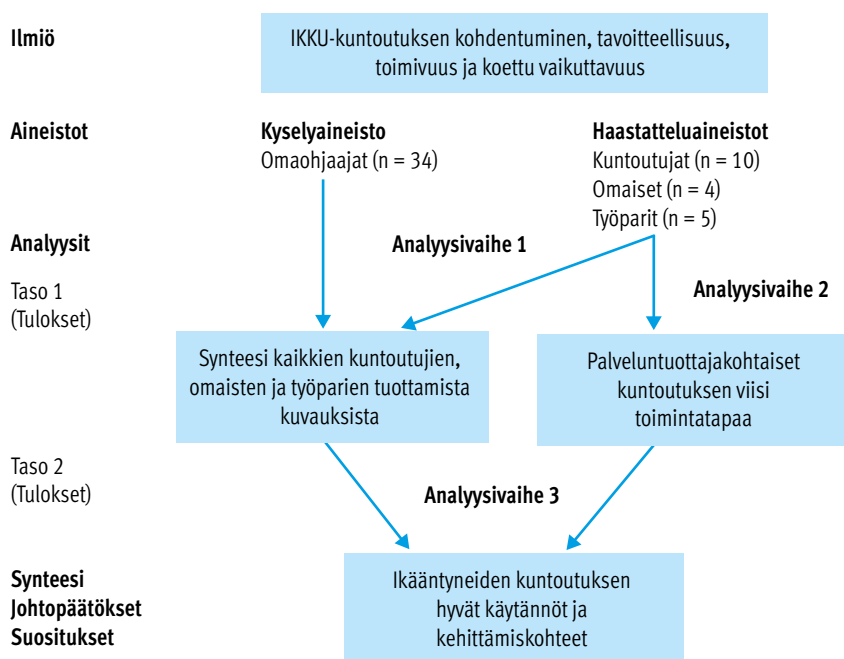 Ilmiö
IKKU-kuntoutuksen kohdentuminen, tavoitteellisuus,
toimivuus ja koettu vaikuttavuus
Aineistot
Kyselyaineisto
Omaohjaajat (n = 34)
Haastatteluaineistot
Kuntoutujat (n = 10)
Omaiset (n = 4)
Työparit (n = 5)
Analyysit
Analyysivaihe 1
Taso 1
(Tulokset)
Analyysivaihe 2
Synteesi kaikkien kuntoutujien,
omaisten ja työparien tuottamista
kuvauksista
Palveluntuottajakohtaiset
kuntoutuksen viisi
toimintatapaa
Taso 2
(Tulokset)
Analyysivaihe 3
Synteesi
Johtopäätökset
Suositukset
Ikääntyneiden kuntoutuksen
hyvät käytännöt ja
kehittämiskohteet